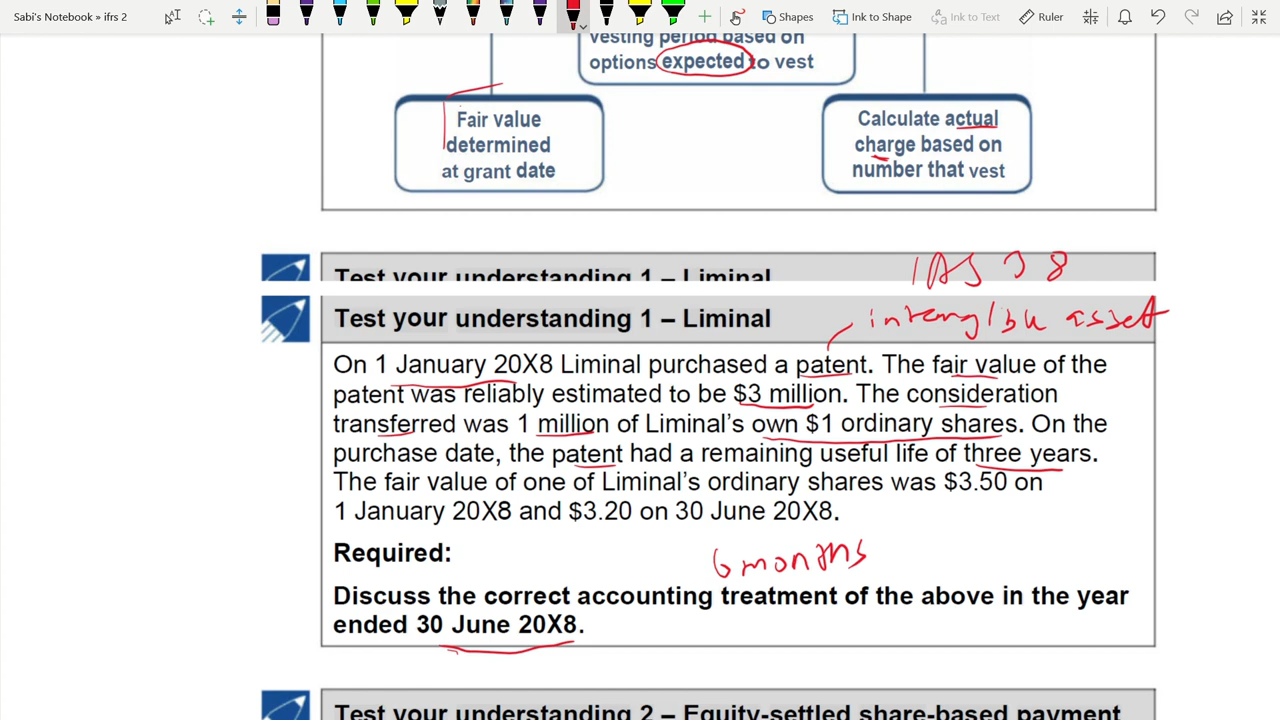 Sabi's Notebook » ifrs 2
Shapes
Ink to Shape
Ink to Text
Ruler
vesting period based on
options expected to vest
Fair value
determined
at grant date
Calculate actual
charge based on
number that vest
Test your understanding 1 – Liminal
IAS 38
Test your understanding 1 – Liminal
intangible asset
On 1 January 20X8 Liminal purchased a patent. The fair value of the
patent was reliably estimated to be $3 million. The consideration
transferred was 1 million of Liminal's own $1 ordinary shares. On the
purchase date, the patent had a remaining useful life of three years.
The fair value of one of Liminal's ordinary shares was $3.50 on
1 January 20X8 and $3.20 on 30 June 20X8.
Required:
6 months
Discuss the correct accounting treatment of the above in the year
ended 30 June 20X8.
Test your understanding 2 – Equity-settled share-based payment